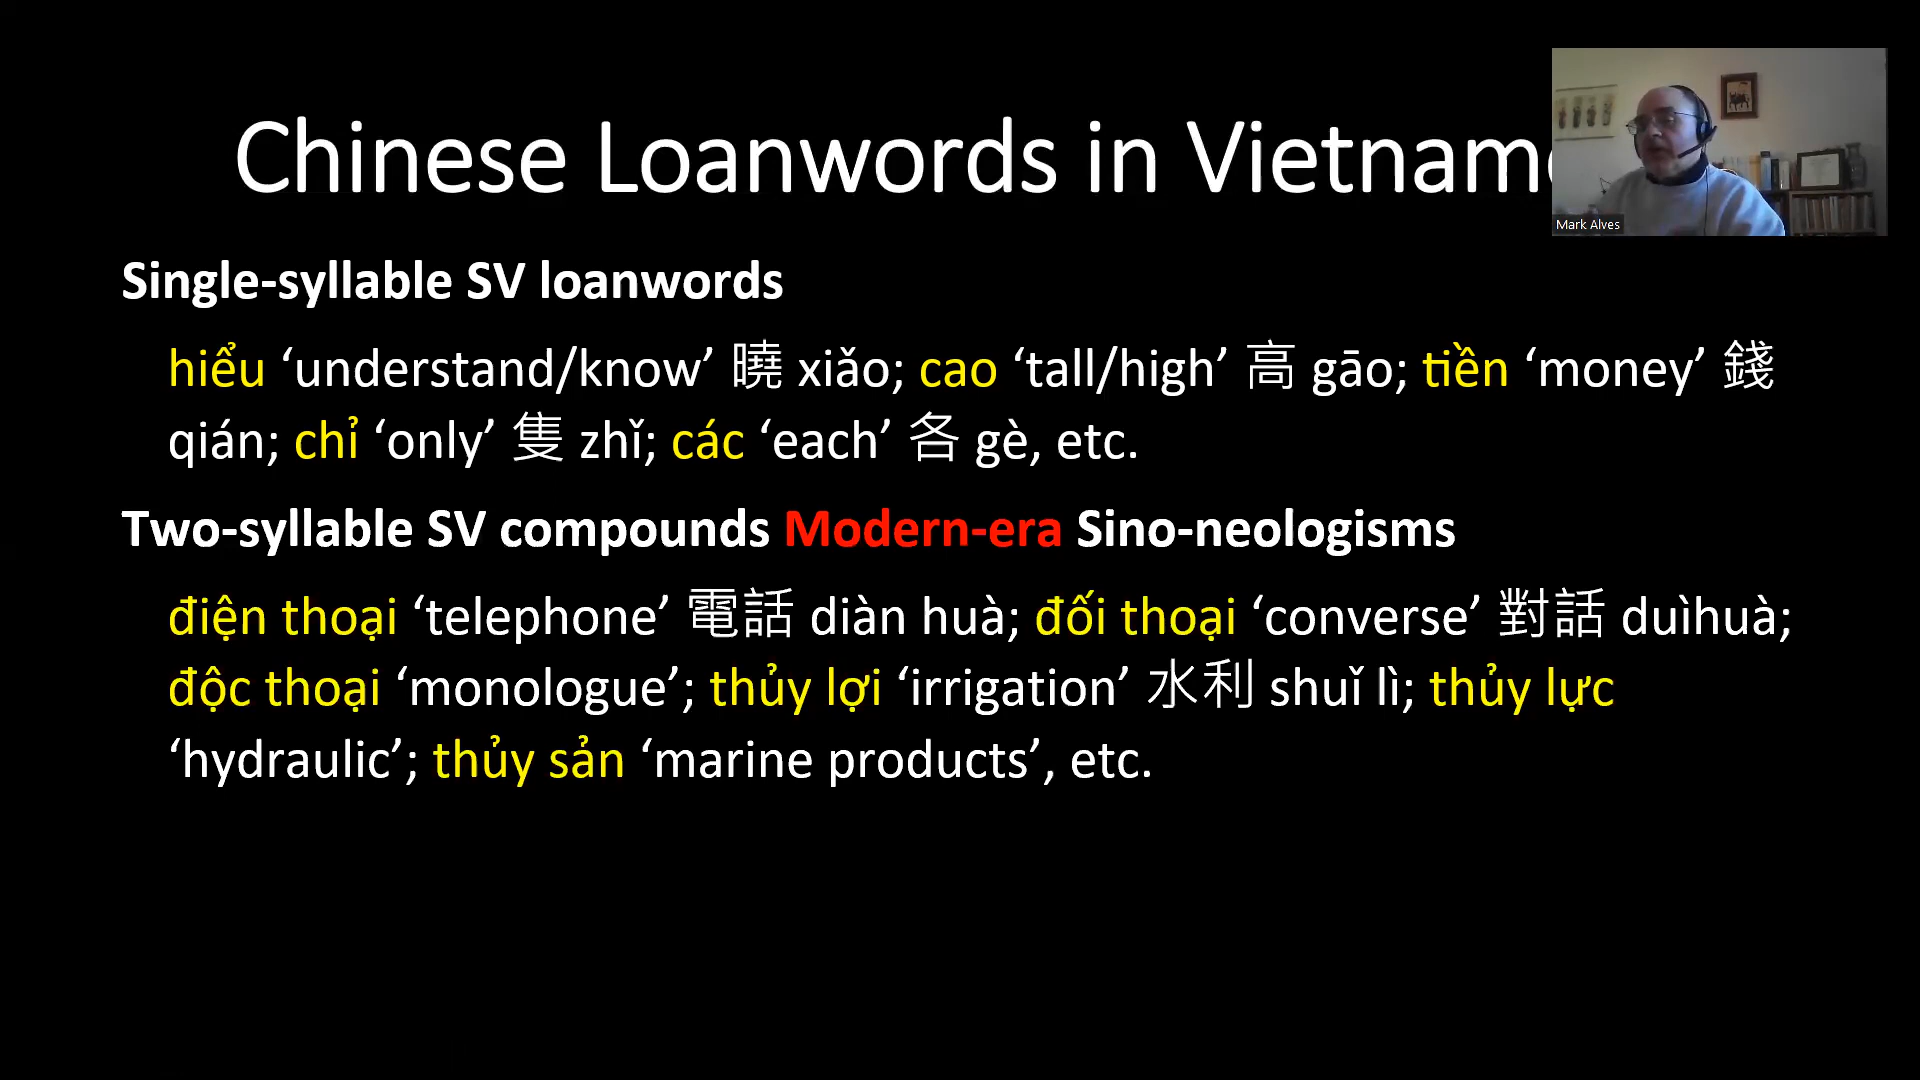 Chinese Loanwords in Vietnam
Mark Alves
Single-syllable SV loanwords
hiểu ‘understand/know’ 曉 xiǎo; cao ‘tall/high’ 高 gāo; tiền ‘money’ 錢
qián; chỉ ‘only’ 隻 zhǐ; các ‘each’ 各 gè, etc.
Two-syllable SV compounds Modern-era Sino-neologisms
điện thoại ‘telephone’ 電話 diàn huà; đối thoại ‘converse’ 對話 duìhuà;
độc thoại ‘monologue’; thủy lợi ‘irrigation’ 水利 shuǐ lì; thủy lực
‘hydraulic’; thủy sản ‘marine products’, etc.